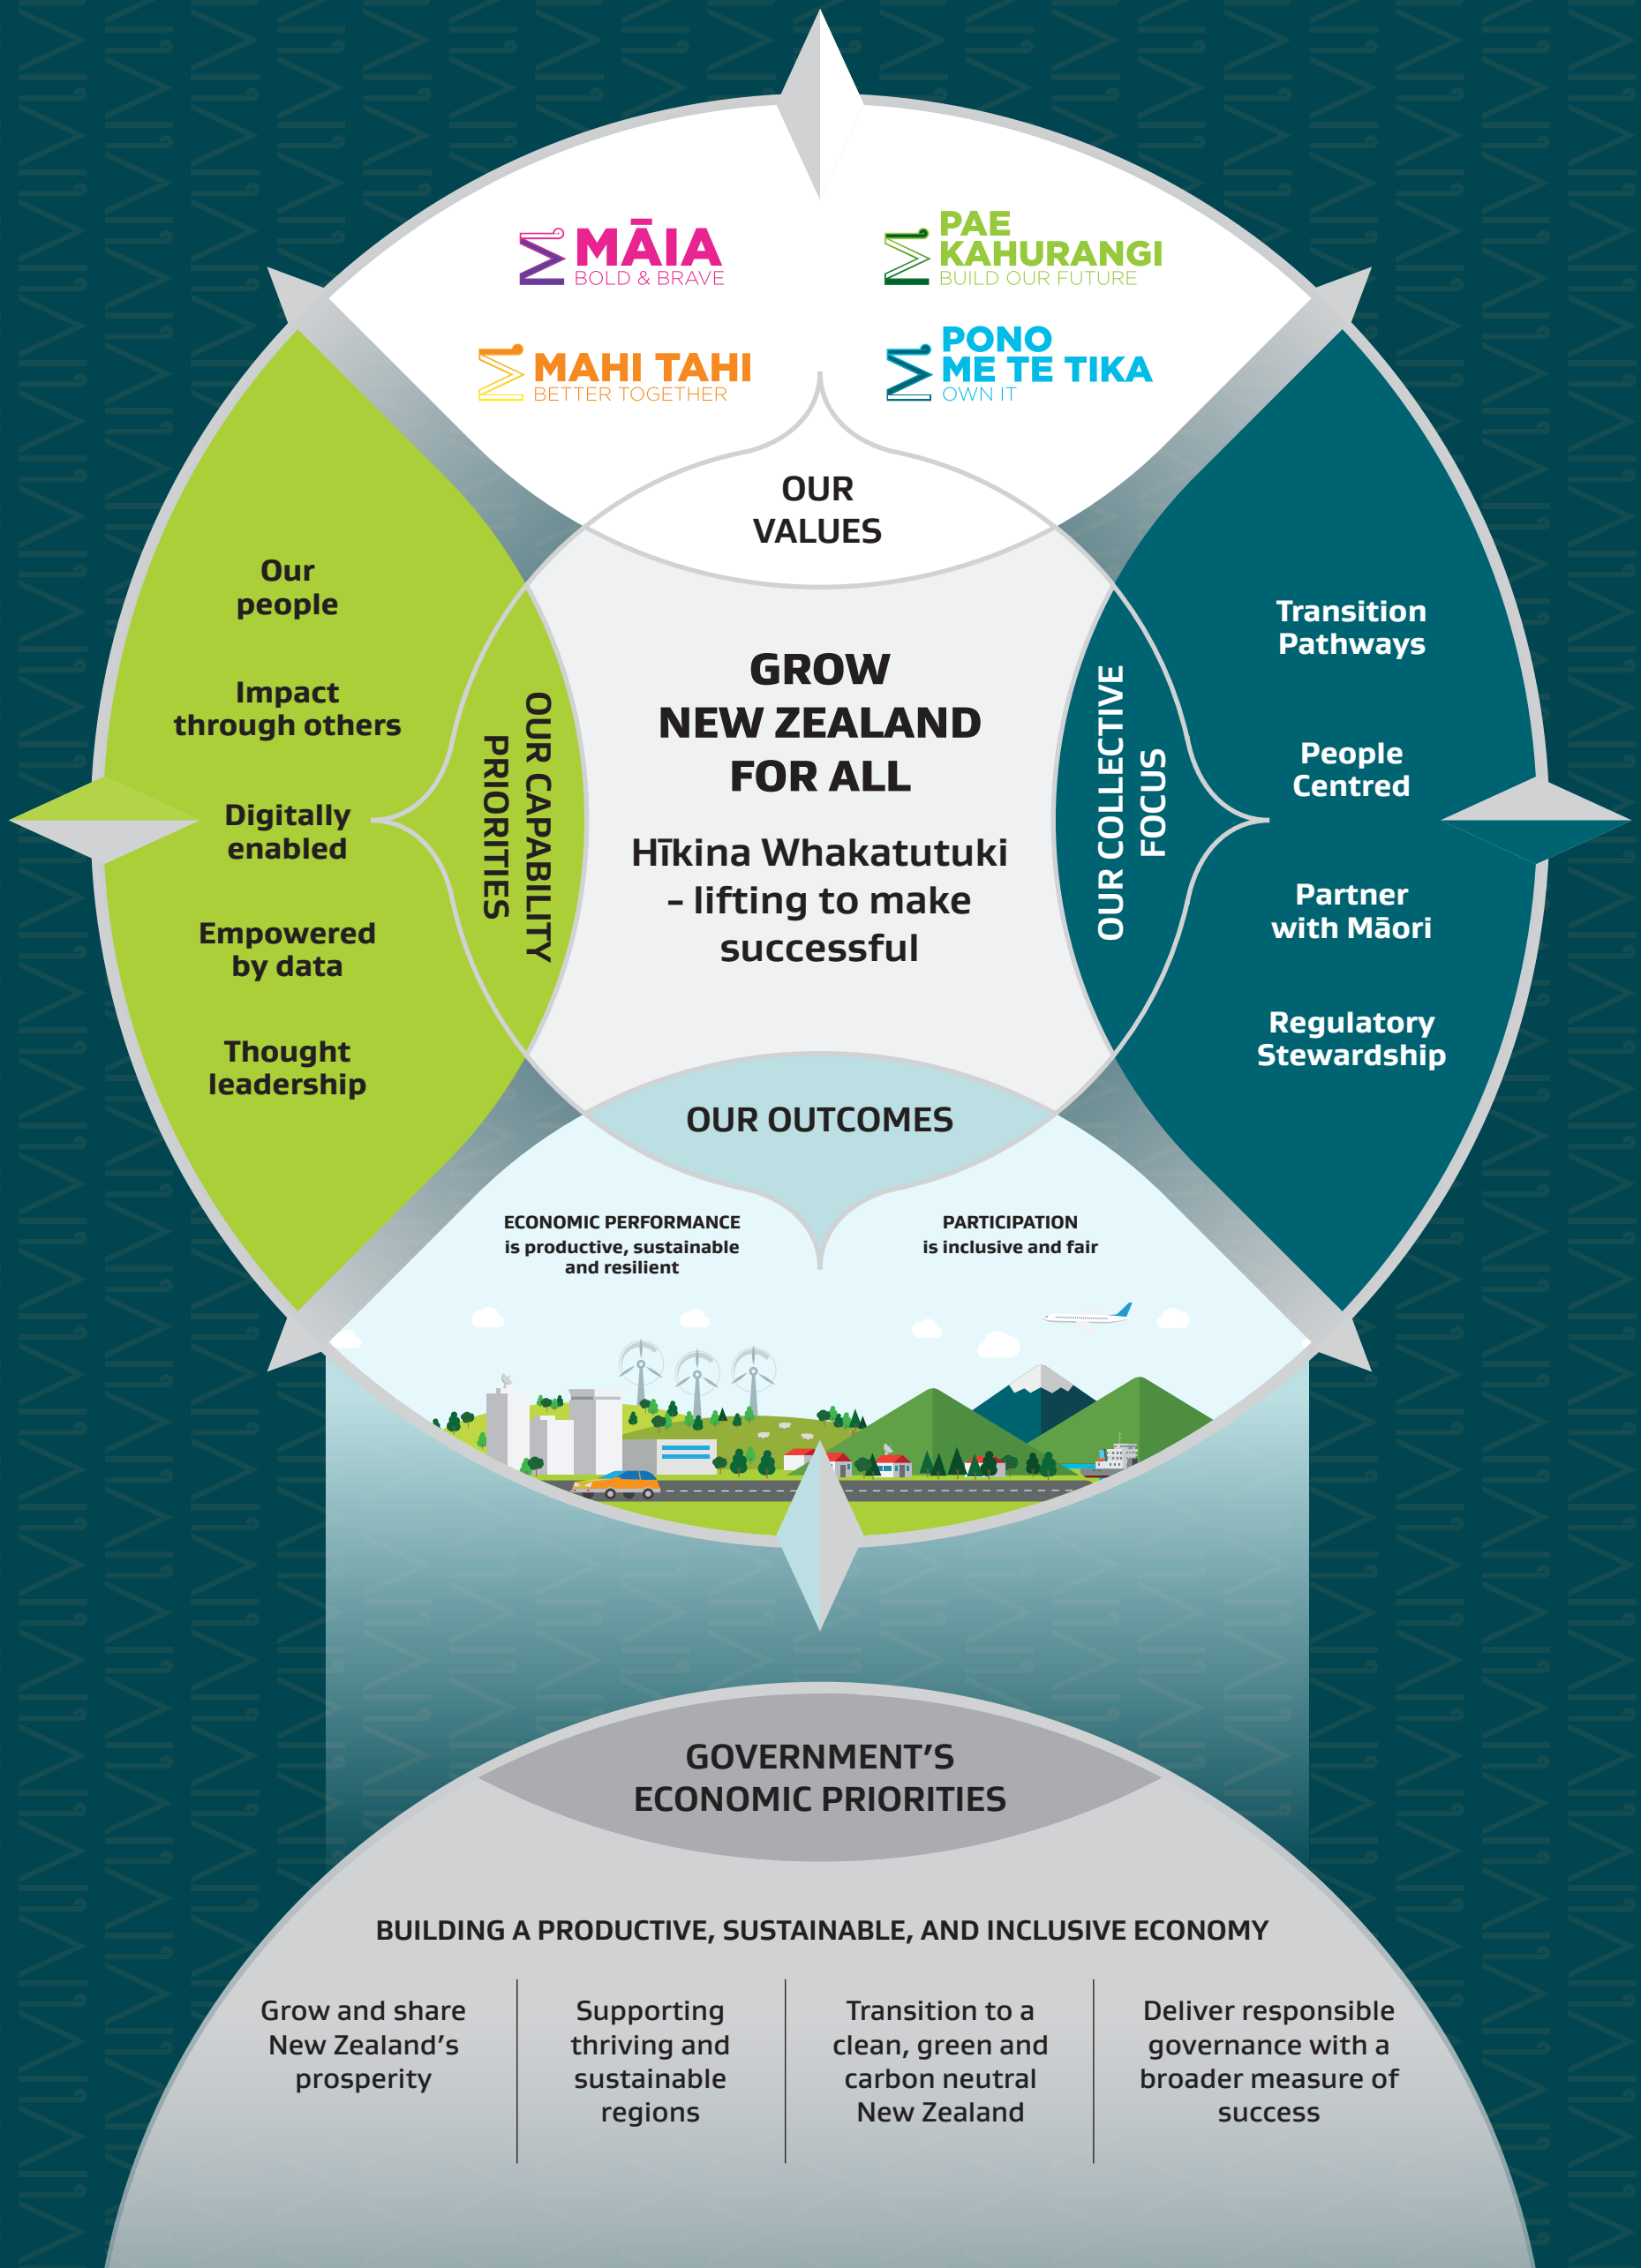 MĀIA
BOLD & BRAVE
PAE
KAHURANGI
BUILD OUR FUTURE
MAHI TAHI
BETTER TOGETHER
PONO
ME TE TIKA
OWN IT
OUR
VALUES
Our
people
Impact
through others
Digitally
enabled
Empowered
by data
Thought
leadership
OUR CAPABILITY
PRIORITIES
GROW
NEW ZEALAND
FOR ALL
Hīkina Whakatutuki
– lifting to make
successful
OUR COLLECTIVE
FOCUS
Transition
Pathways
People
Centred
Partner
with Māori
Regulatory
Stewardship
OUR OUTCOMES
ECONOMIC PERFORMANCE
is productive, sustainable
and resilient
PARTICIPATION
is inclusive and fair
GOVERNMENT’S
ECONOMIC PRIORITIES
BUILDING A PRODUCTIVE, SUSTAINABLE, AND INCLUSIVE ECONOMY
Grow and share
New Zealand’s
prosperity
Supporting
thriving and
sustainable
regions
Transition to a
clean, green and
carbon neutral
New Zealand
Deliver responsible
governance with a
broader measure of
success